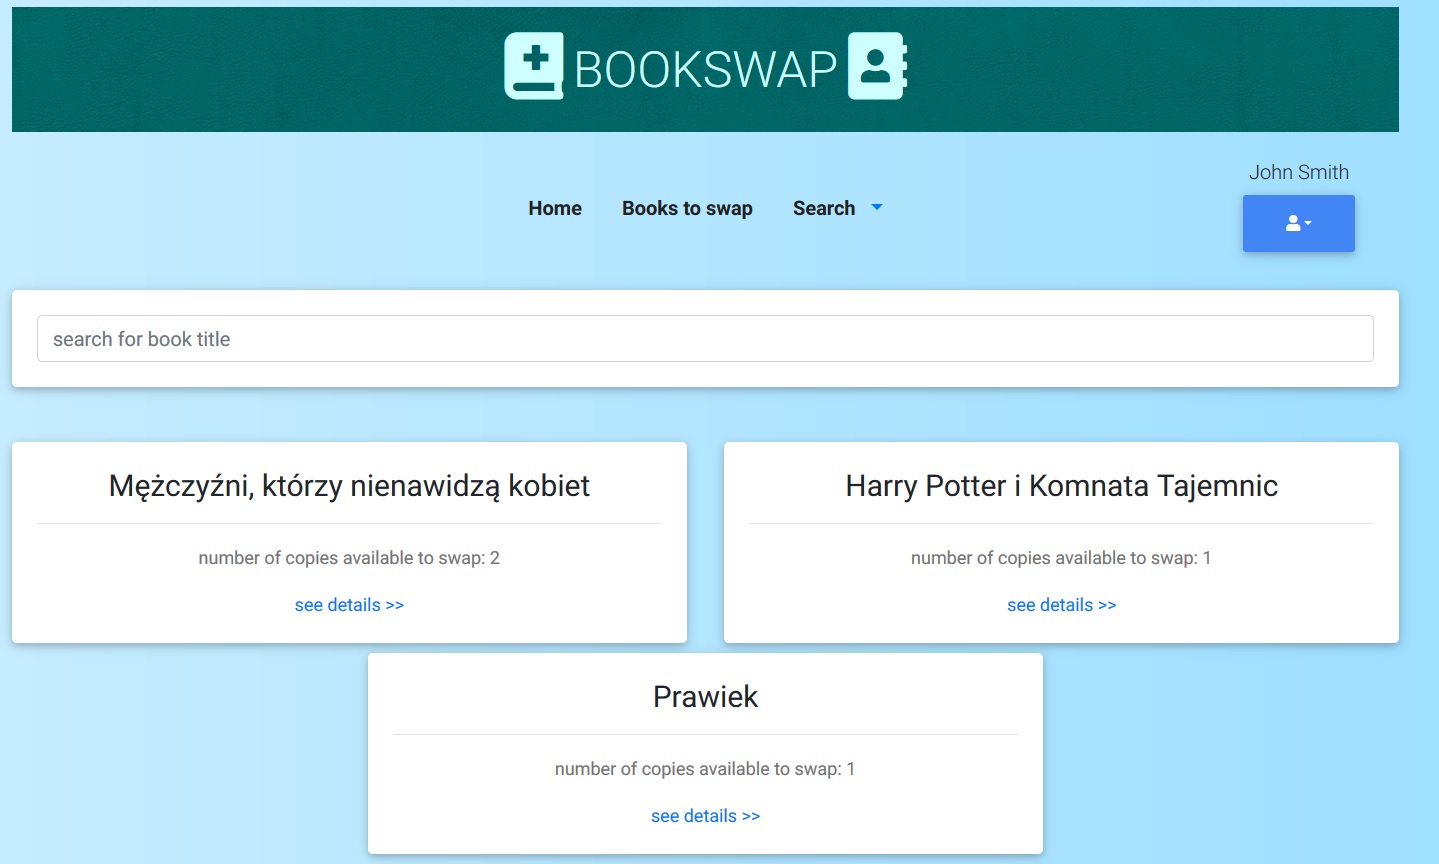 BOOKSWAP
John Smith
Home Books to swap Search
search for book title
Mężczyźni, którzy nienawidzą kobiet
number of copies available to swap: 2
see details >>
Harry Potter i Komnata Tajemnic
number of copies available to swap: 1
see details >>
Prawiek
number of copies available to swap: 1
see details >>